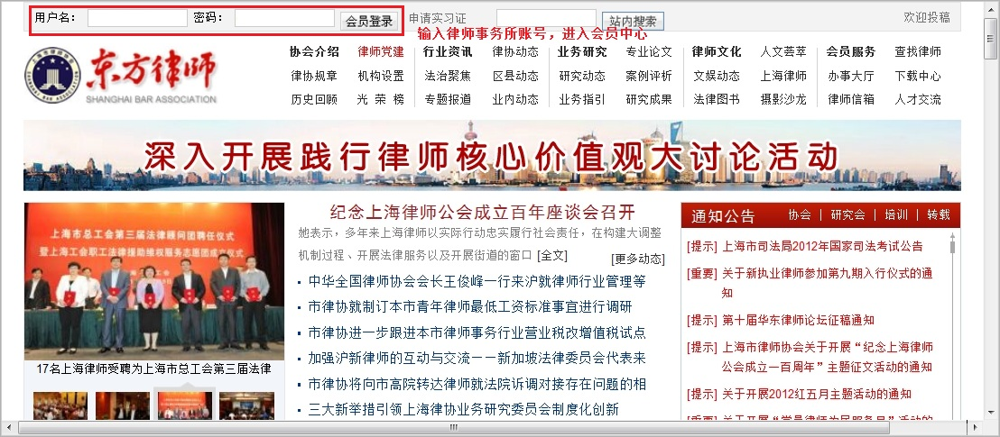 用户名： 密码： 会员登录 申请实习证 站内搜索 欢迎投稿
输入律师事务所账号，进入会员中心
东方律师
SHANGHAI BAR ASSOCIATION
协会介绍 律师党建 行业资讯 律协动态 业务研究 专业论文 律师文化 人文荟萃 会员服务 查找律师
律协规章 机构设置 法治聚焦 区县动态 研究动态 案例评析 文娱动态 上海律师 办事大厅 下载中心
历史回顾 光 荣 榜 专题报道 业内动态 业务指引 研究成果 法律图书 摄影沙龙 律师信箱 人才交流
深入开展践行律师核心价值观大讨论活动
上海市总工会第三届法律顾问团聘任仪式
暨上海工会职工法律援助维权服务志愿团成立仪式
17名上海律师受聘为上海市总工会第三届法律
纪念上海律师公会成立百年座谈会召开
她表示，多年来上海律师以实际行动忠实履行社会责任，在构建大调整
机制过程、开展法律服务以及开展街道的窗口 [全文]
[更多动态]
中华全国律师协会会长王俊峰一行来沪就律师行业管理等
市律协就制订本市青年律师最低工资标准事宜进行调研
市律协进一步跟进本市律师事务行业营业税改增值税试点
加强沪新律师的互动与交流——新加坡法律委员会代表来
市律协将向市高院转达律师就法院诉调对接存在问题的相
三大新举措引领上海律协业务研究委员会制度化创新
通知公告 协会 | 研究会 | 培训 | 转载
[提示] 上海市司法局2012年国家司法考试公告
[重要] 关于新执业律师参加第九期入行仪式的通
知
[提示] 第十届华东律师论坛征稿通知
[提示] 上海市律师协会关于开展“纪念上海律师
公会成立一百周年”主题征文活动的通知
[提示] 关于开展2012红五月主题活动的通知
[重要] 关于开展“党员律师为民服务月”活动的